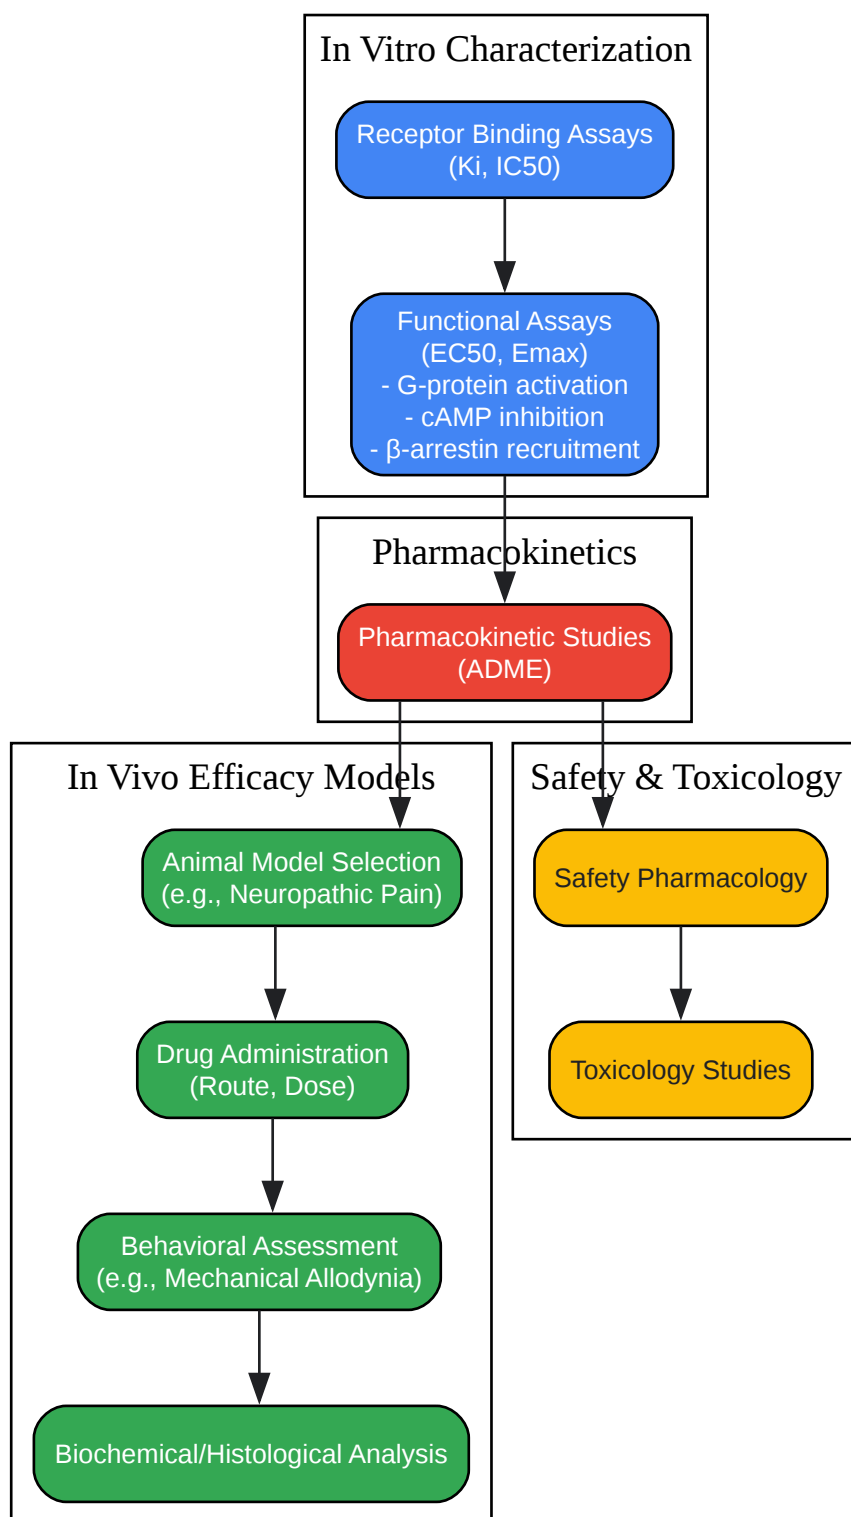 In Vitro Characterization
Receptor Binding Assays
(Ki, IC50)
Functional Assays
(EC50, Emax)
- G-protein activation
- cAMP inhibition
- β-arrestin recruitment
Pharmacokinetics
Pharmacokinetic Studies
(ADME)
In Vivo Efficacy Models
Animal Model Selection
(e.g., Neuropathic Pain)
Drug Administration
(Route, Dose)
Behavioral Assessment
(e.g., Mechanical Allodynia)
Biochemical/Histological Analysis
Safety & Toxicology
Safety Pharmacology
Toxicology Studies